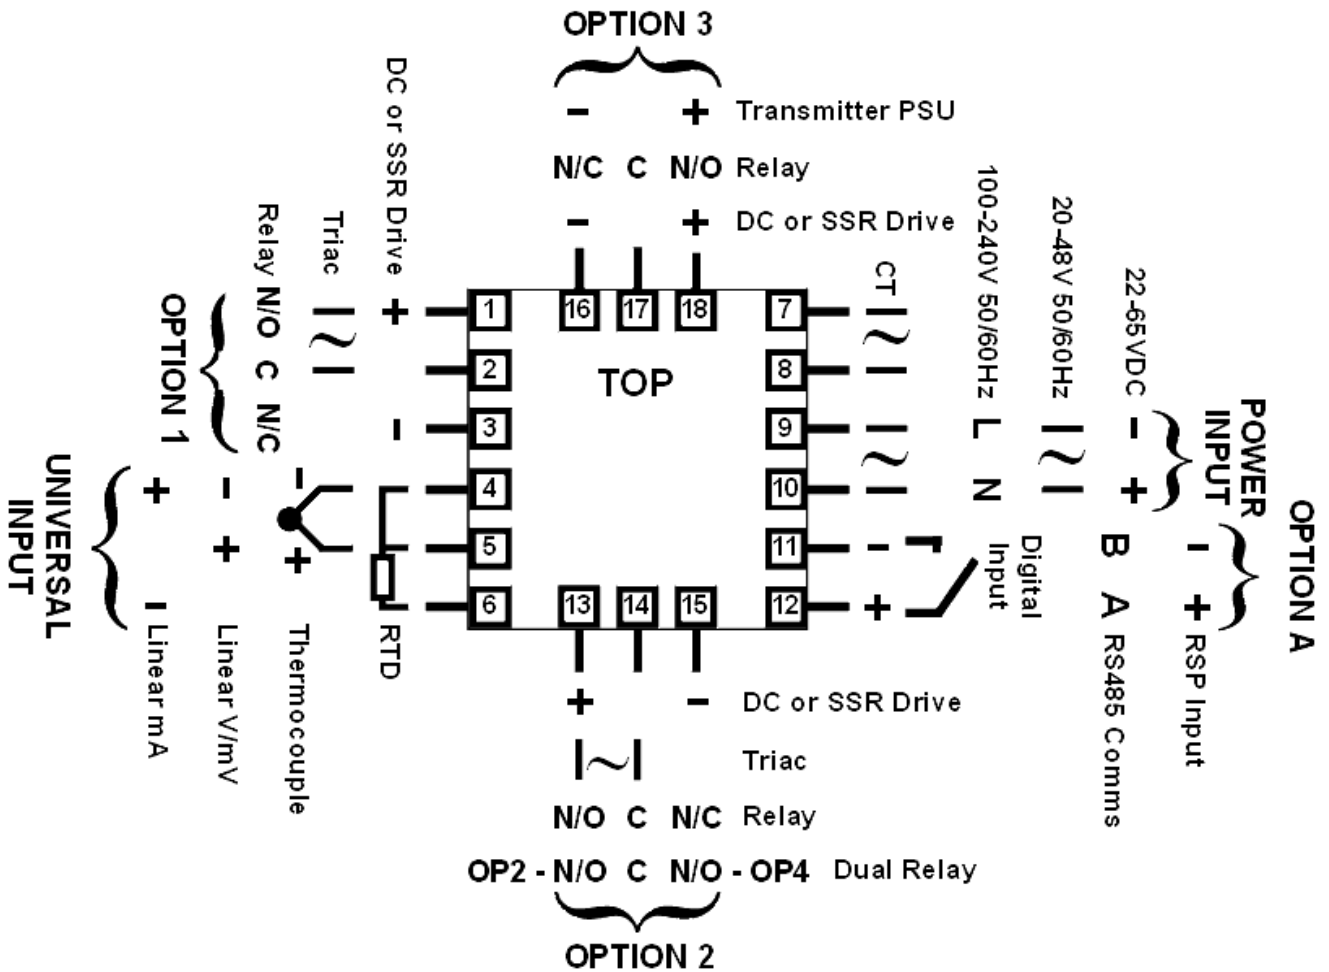 OPTION 3
- + Transmitter PSU
N/C C N/O Relay
- + DC or SSR Drive
DC or SSR Drive
+
-
Triac
~
Relay N/O C N/C
OPTION 1
UNIVERSAL
INPUT
+ - Linear mA
- + Linear V/mV
- + Thermocouple
RTD
1
2
3
4
5
6
16 17 18
TOP
13 14 15
7
8
9
10
11
12
CT
~
~
- +
100-240V 50/60Hz L N
20-48V 50/60Hz
~
22-65VDC - +
POWER
INPUT
Digital
Input
B A RS485 Comms
- + RSP Input
OPTION A
+ - DC or SSR Drive
~ Triac
N/O C N/C Relay
OP2 - N/O C N/O - OP4 Dual Relay
OPTION 2